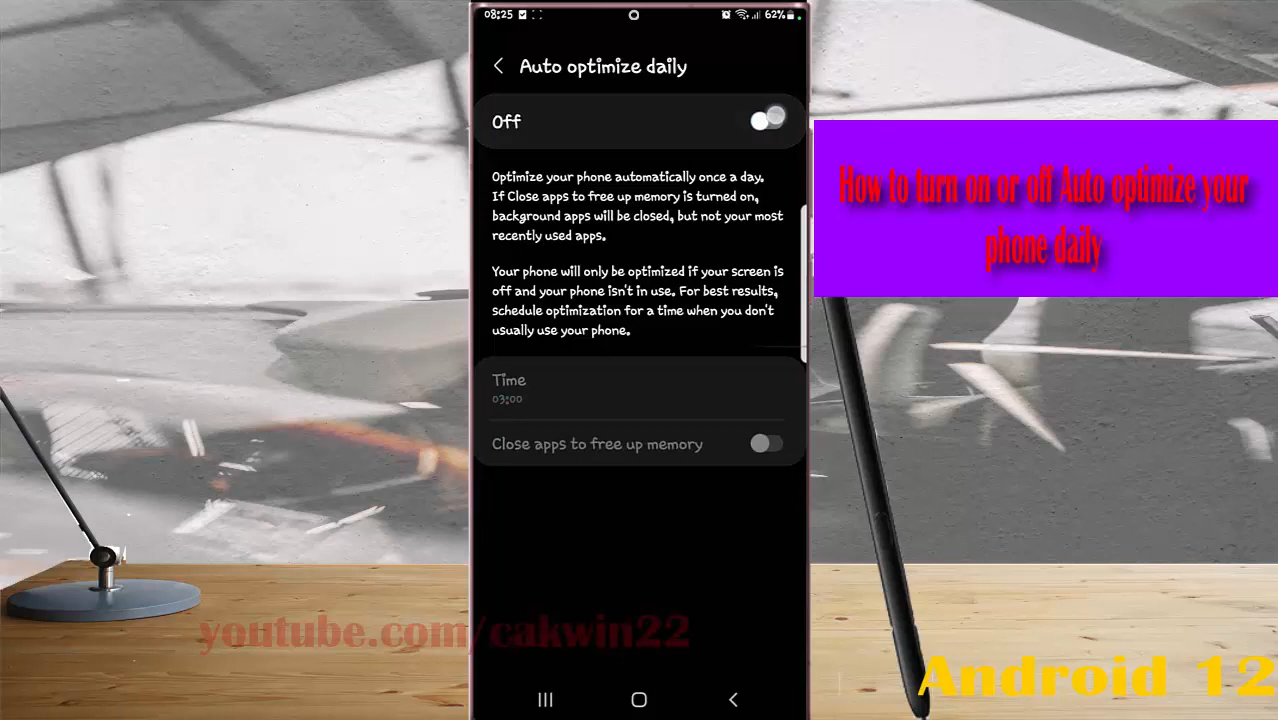 08:25
62%
Auto optimize daily
Off
Optimize your phone automatically once a day.
If Close apps to free up memory is turned on,
background apps will be closed, but not your most
recently used apps.
Your phone will only be optimized if your screen is
off and your phone isn't in use. For best results,
schedule optimization for a time when you don't
usually use your phone.
Time
03:00
Close apps to free up memory
How to turn on or off Auto optimize your
phone daily
youtube.com/cakwin22
Android 12